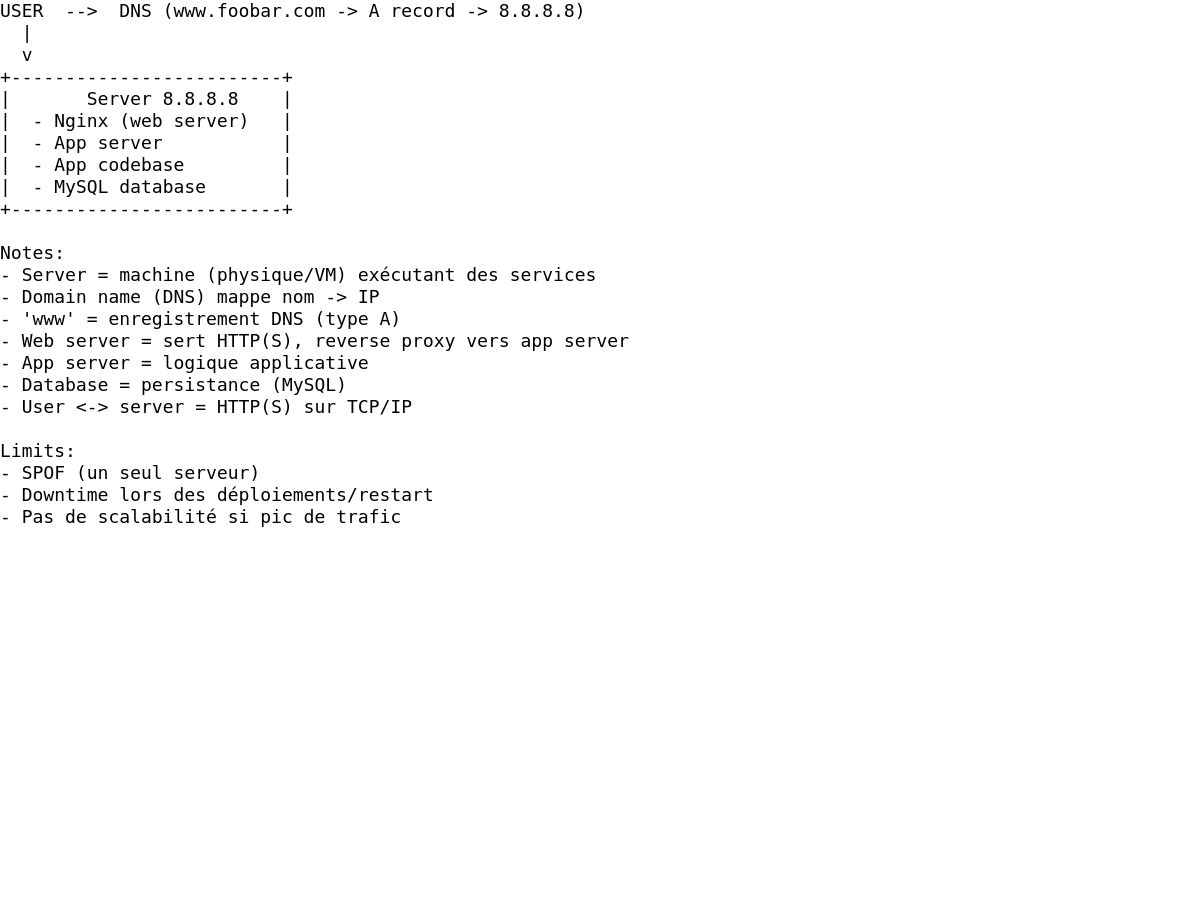 USER  -->  DNS (www.foobar.com -> A record -> 8.8.8.8)
  |
  v
+-------------------------+
|       Server 8.8.8.8    |
|  - Nginx (web server)   |
|  - App server           |
|  - App codebase         |
|  - MySQL database       |
+-------------------------+

Notes:
- Server = machine (physique/VM) exécutant des services
- Domain name (DNS) mappe nom -> IP
- 'www' = enregistrement DNS (type A)
- Web server = sert HTTP(S), reverse proxy vers app server
- App server = logique applicative
- Database = persistance (MySQL)
- User <-> server = HTTP(S) sur TCP/IP

Limits:
- SPOF (un seul serveur)
- Downtime lors des déploiements/restart
- Pas de scalabilité si pic de trafic